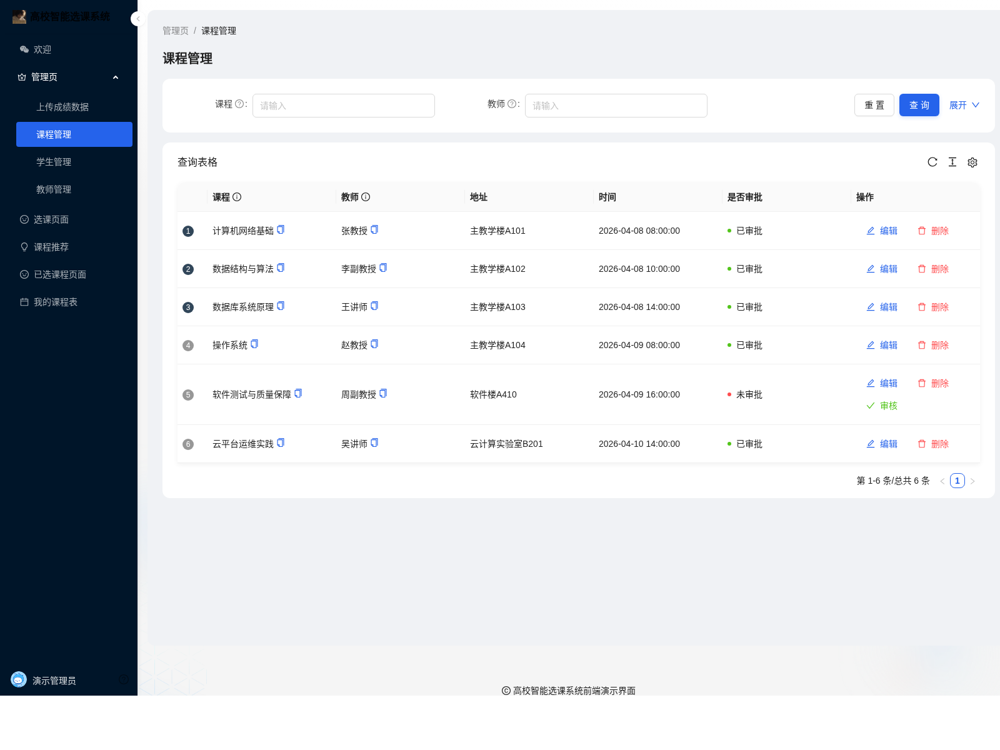 高校智能选课系统
欢迎
管理页
上传成绩数据
课程管理
学生管理
教师管理
选课页面
课程推荐
已选课程页面
我的课程表
演示管理员
管理页 / 课程管理
课程管理
课程 : 请输入 教师 : 请输入 重 置 查 询 展开
查询表格
课程 教师 地址 时间 是否审批 操作
1 计算机网络基础 张教授 主教学楼A101 2026-04-08 08:00:00 已审批 编辑 删除
2 数据结构与算法 李副教授 主教学楼A102 2026-04-08 10:00:00 已审批 编辑 删除
3 数据库系统原理 王讲师 主教学楼A103 2026-04-08 14:00:00 已审批 编辑 删除
4 操作系统 赵教授 主教学楼A104 2026-04-09 08:00:00 已审批 编辑 删除
5 软件测试与质量保障 周副教授 软件楼A410 2026-04-09 16:00:00 未审批 编辑 删除
审核
6 云平台运维实践 吴讲师 云计算实验室B201 2026-04-10 14:00:00 已审批 编辑 删除
第 1-6 条/总共 6 条 < 1 >
© 高校智能选课系统前端演示界面